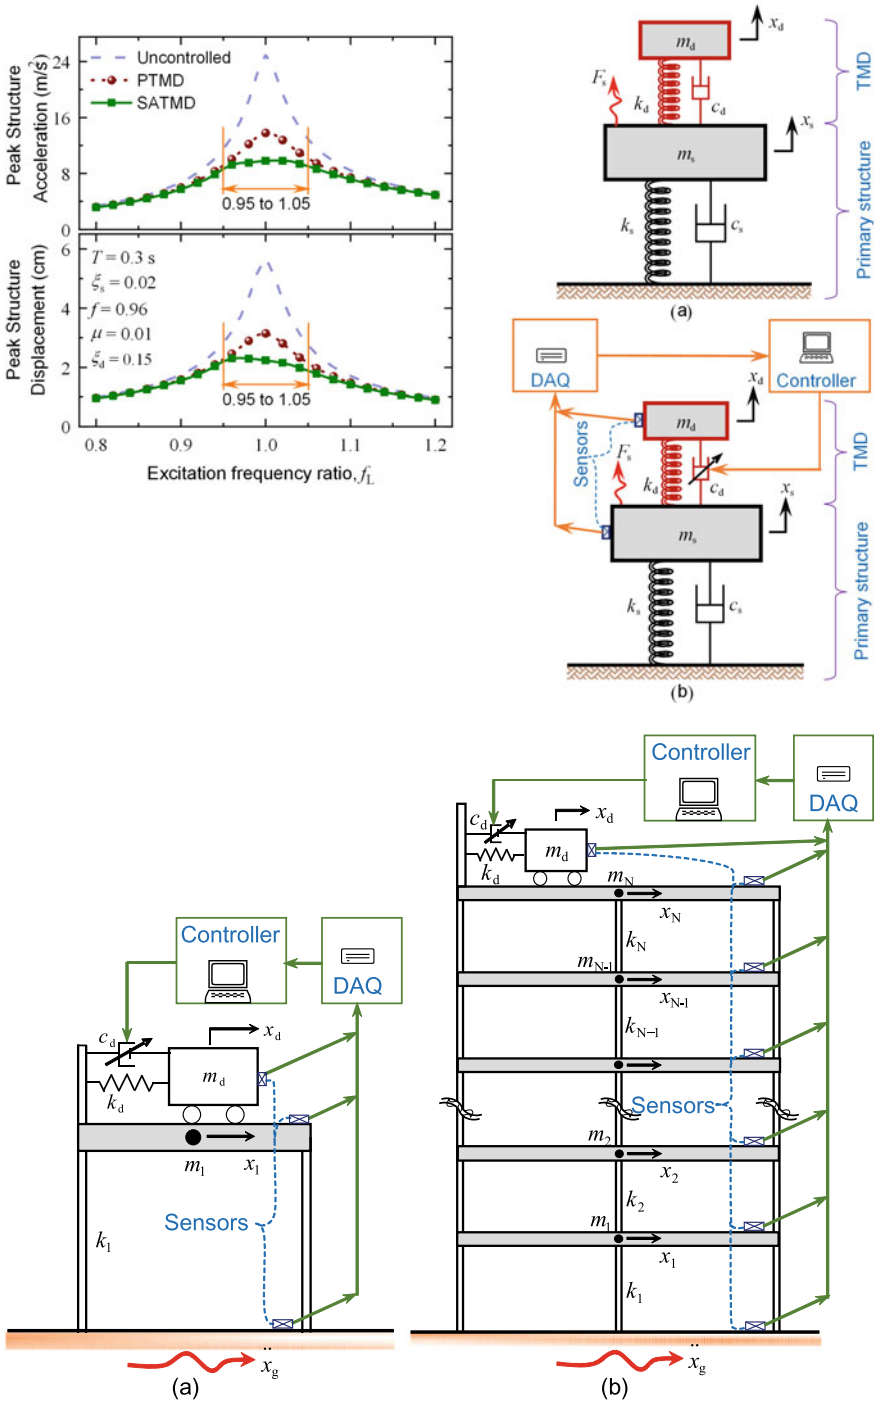 24
16
8
0
Peak Structure
Acceleration (m/s²)
Uncontrolled
PTMD
SATMD
0.95 to 1.05
6
4
2
0
Peak Structure
Displacement (cm)
T = 0.3 s
ξs = 0.02
f = 0.96
μ = 0.01
ξd = 0.15
0.95 to 1.05
0.8 0.9 1.0 1.1 1.2
Excitation frequency ratio, fL
xd
md
Fs
kd
cd
TMD
xs
ms
ks
cs
Primary structure
(a)
DAQ
Controller
xd
md
Sensors
Fs
kd
cd
TMD
xs
ms
ks
cs
Primary structure
(b)
Controller
DAQ
cd
xd
md
kd
m1
x1
Sensors
k1
ẍg
(a)
Controller
DAQ
cd
xd
md
kd
mN
xN
kN
mN-1
xN-1
kN-1
Sensors
m2
x2
k2
m1
x1
k1
ẍg
(b)